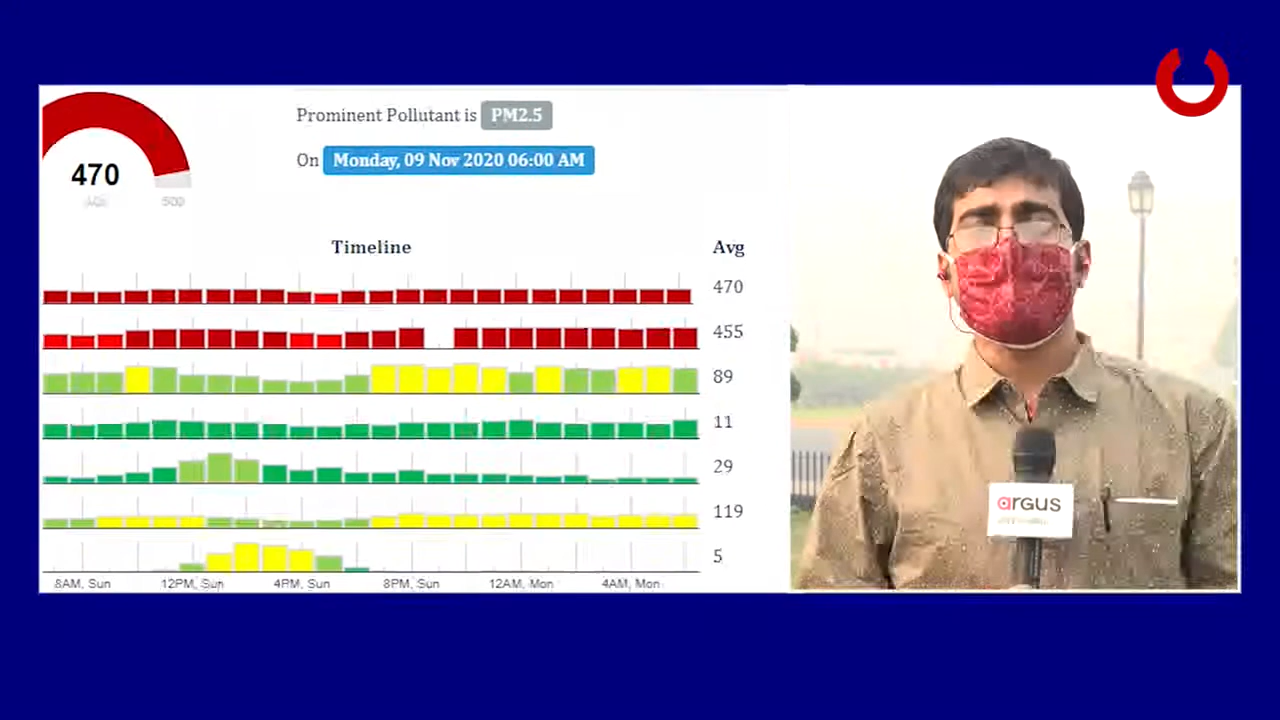 Prominent Pollutant is PM2.5
On Monday, 09 Nov 2020 06:00 AM
470
AQI
500
Timeline Avg
470
455
89
11
29
119
5
8AM, Sun 12PM, Sun 4PM, Sun 8PM, Sun 12AM, Mon 4AM, Mon
argus